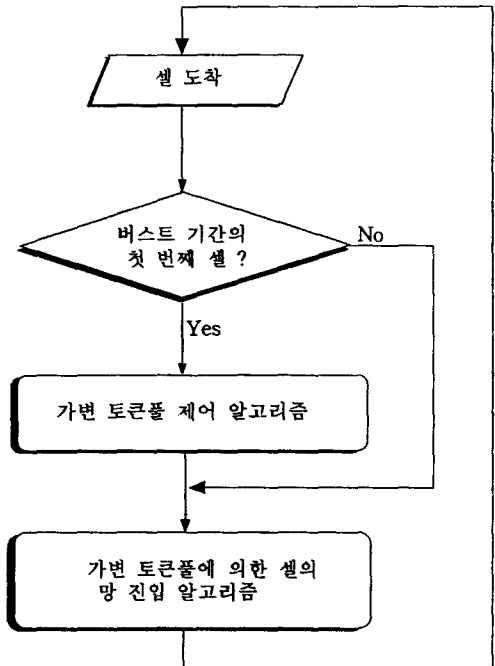 셀 도착
버스트 기간의
첫 번째 셀 ?
No
Yes
가변 토큰풀 제어 알고리즘
가변 토큰풀에 의한 셀의
망 진입 알고리즘